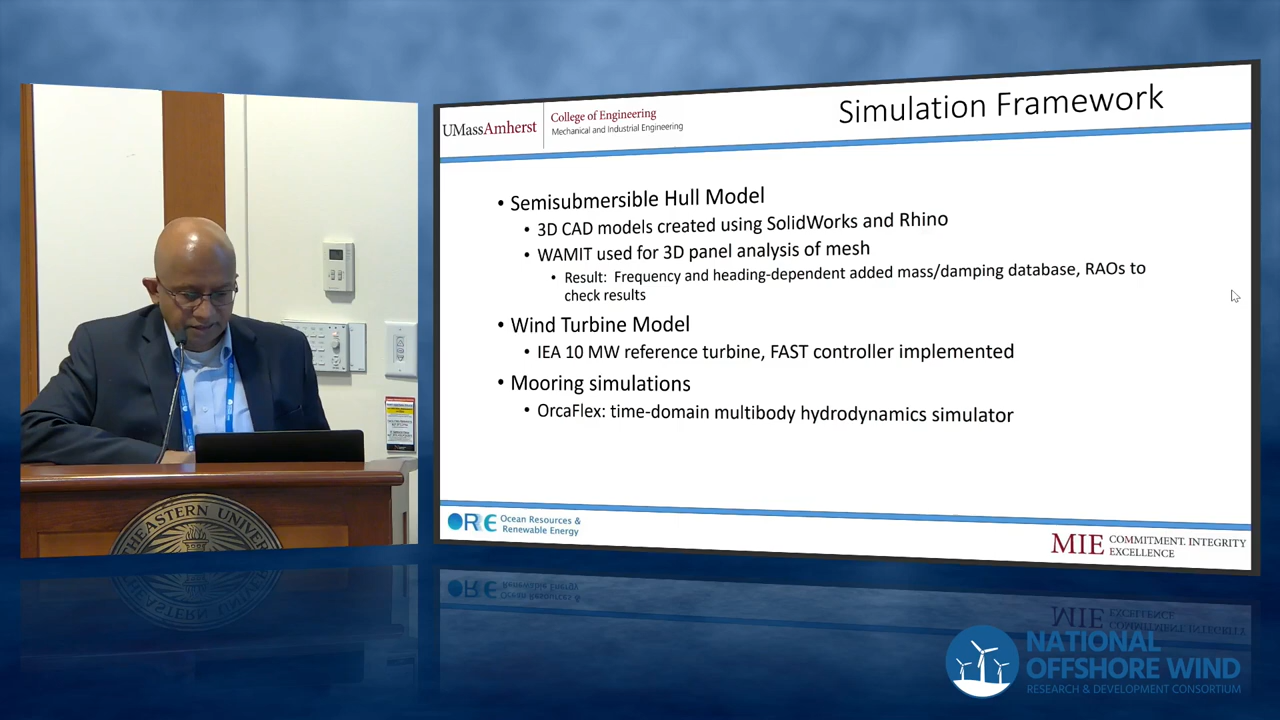 UMassAmherst
College of Engineering
Mechanical and Industrial Engineering
Simulation Framework
• Semisubmersible Hull Model
• 3D CAD models created using SolidWorks and Rhino
• WAMIT used for 3D panel analysis of mesh
• Result: Frequency and heading-dependent added mass/damping database, RAOs to
check results
• Wind Turbine Model
• IEA 10 MW reference turbine, FAST controller implemented
• Mooring simulations
• OrcaFlex: time-domain multibody hydrodynamics simulator
ORE Ocean Resources &
Renewable Energy
MIE COMMITMENT. INTEGRITY
EXCELLENCE
EASTERN UNIVE
NATIONAL
OFFSHORE WIND
RESEARCH & DEVELOPMENT CONSORTIUM